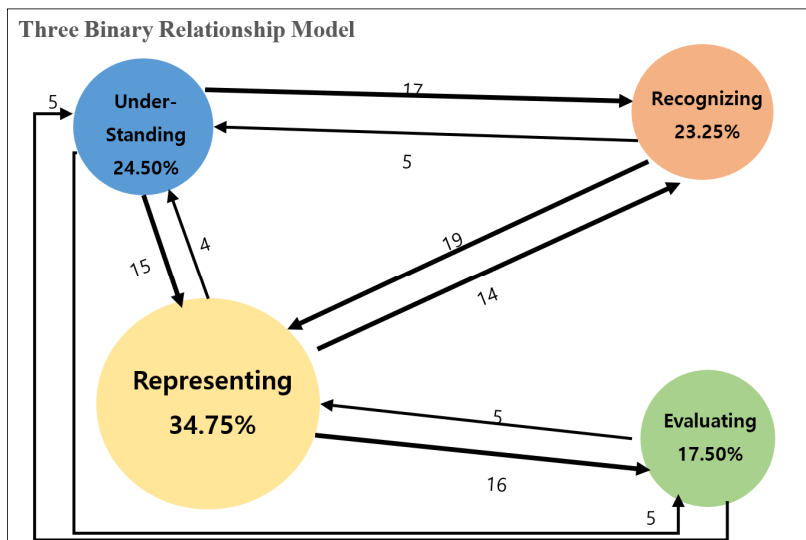 Three Binary Relationship Model
5
Under-
Standing
24.50%
17
Recognizing
23.25%
5
15
4
19
14
Representing
34.75%
5
16
Evaluating
17.50%
5